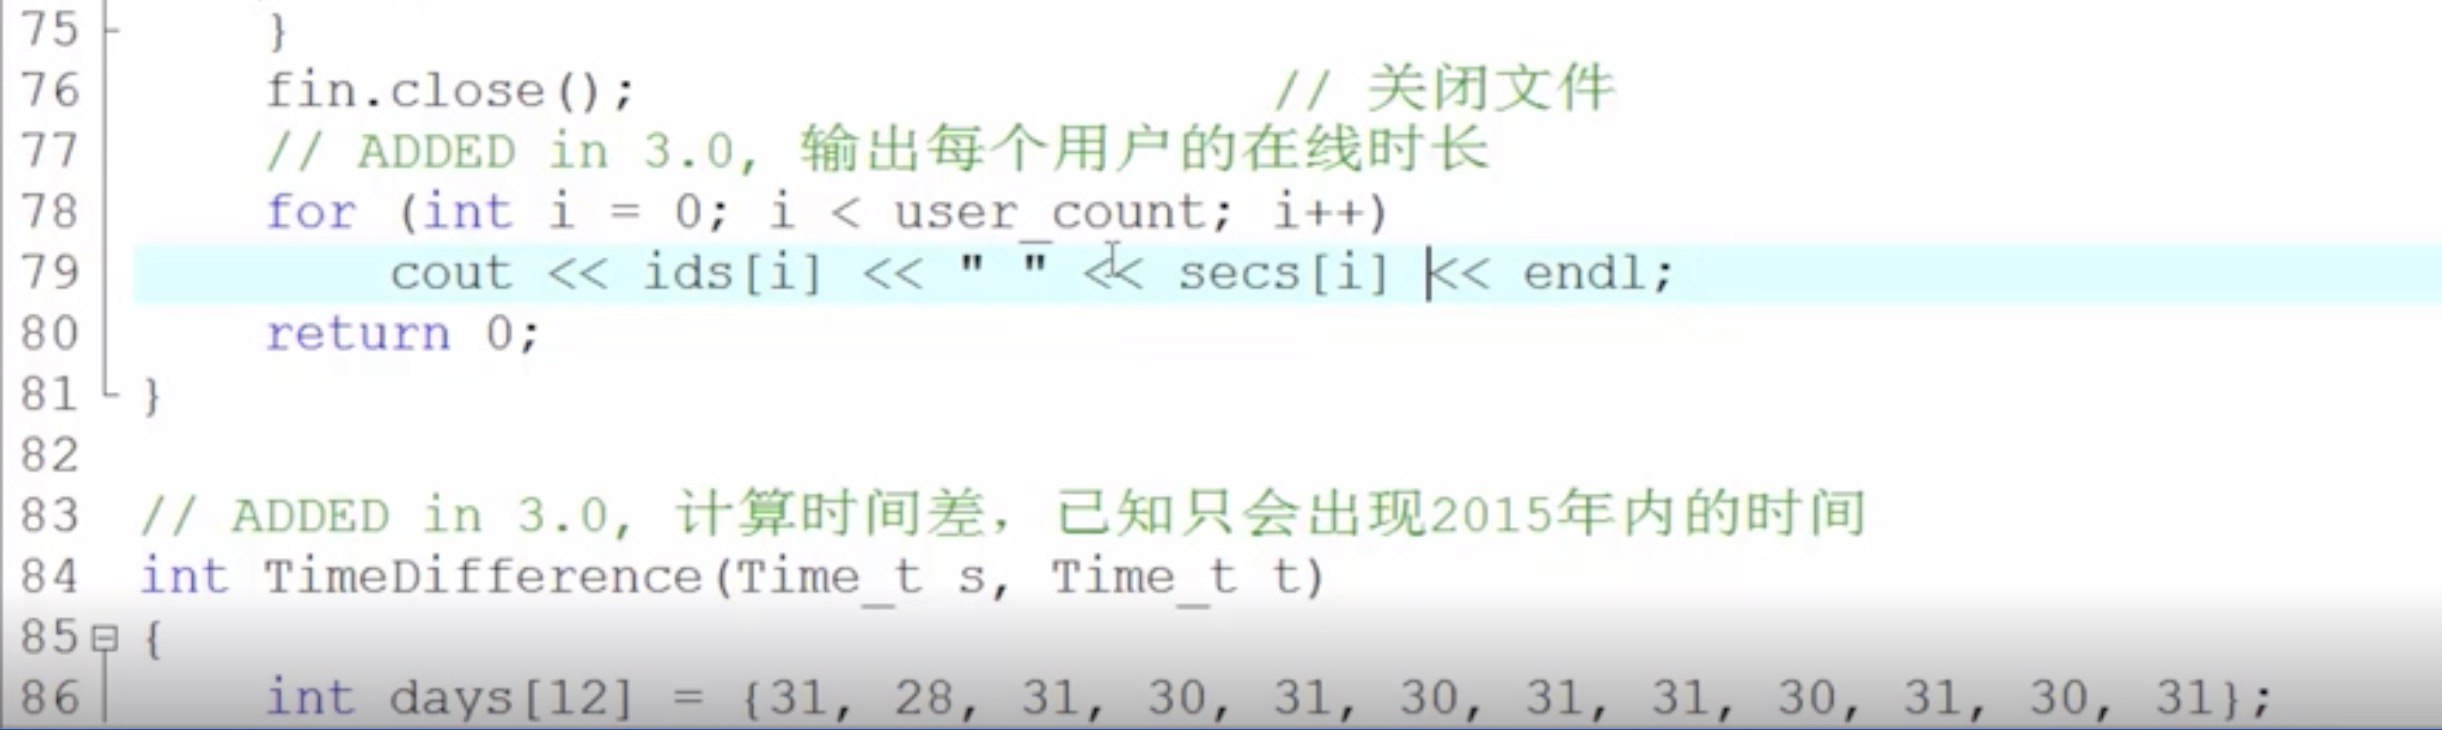 75 }
76 fin.close(); // 关闭文件
77 // ADDED in 3.0, 输出每个用户的在线时长
78 for (int i = 0; i < user_count; i++)
79 cout << ids[i] << " " << secs[i] << endl;
80 return 0;
81 }
82
83 // ADDED in 3.0, 计算时间差，已知只会出现2015年内的时间
84 int TimeDifference(Time_t s, Time_t t)
85 {
86 int days[12] = {31, 28, 31, 30, 31, 30, 31, 31, 30, 31, 30, 31};